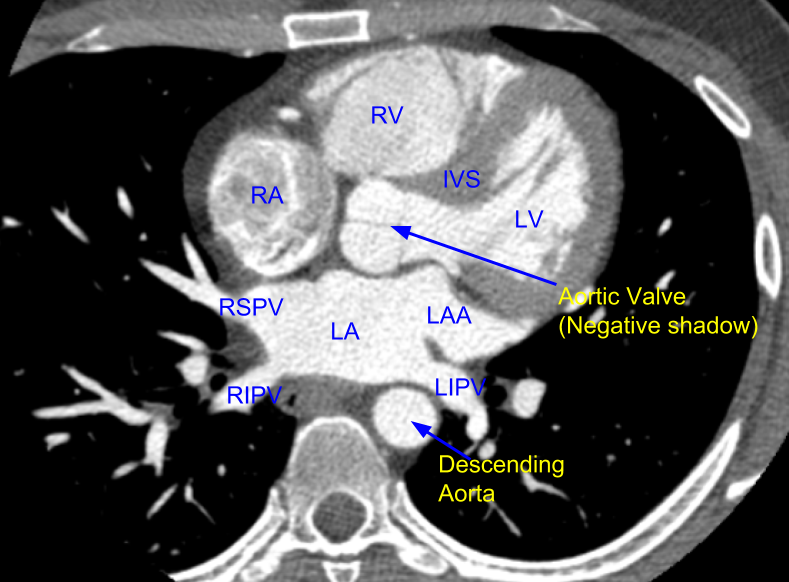 RV
IVS
RA
LV
Aortic Valve
(Negative shadow)
RSPV
LAA
LA
RIPV
LIPV
Descending
Aorta